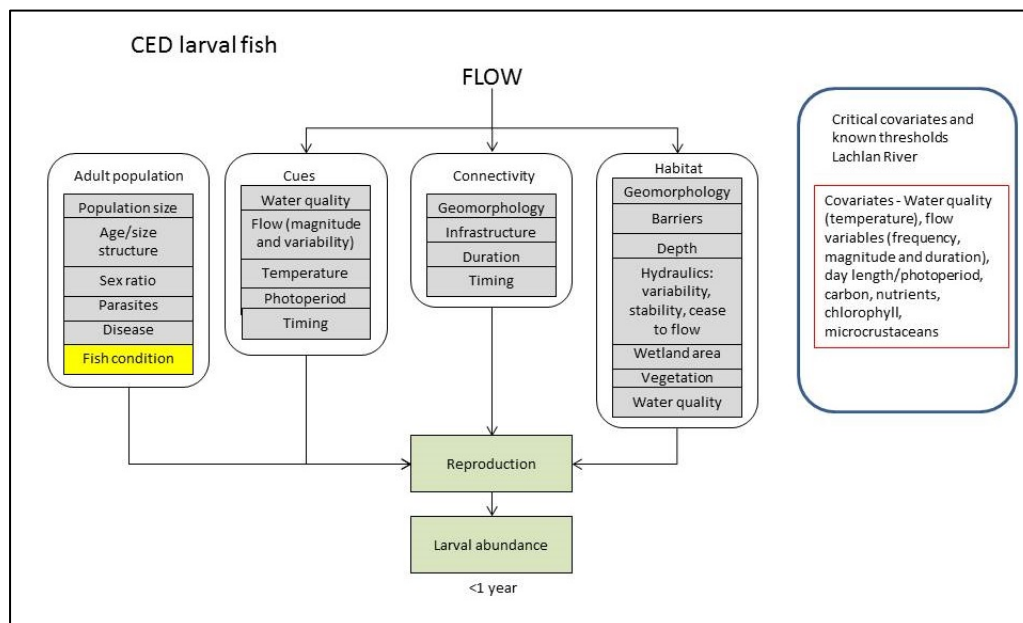 CED larval fish
FLOW
Adult population
Population size
Age/size
structure
Sex ratio
Parasites
Disease
Fish condition
Cues
Water quality
Flow (magnitude
and variability)
Temperature
Photoperiod
Timing
Connectivity
Geomorphology
Infrastructure
Duration
Timing
Habitat
Geomorphology
Barriers
Depth
Hydraulics:
variability,
stability, cease
to flow
Wetland area
Vegetation
Water quality
Critical covariates and
known thresholds
Lachlan River
Covariates - Water quality
(temperature), flow
variables (frequency,
magnitude and duration),
day length/photoperiod,
carbon, nutrients,
chlorophyll,
microcrustaceans
Reproduction
Larval abundance
<1 year